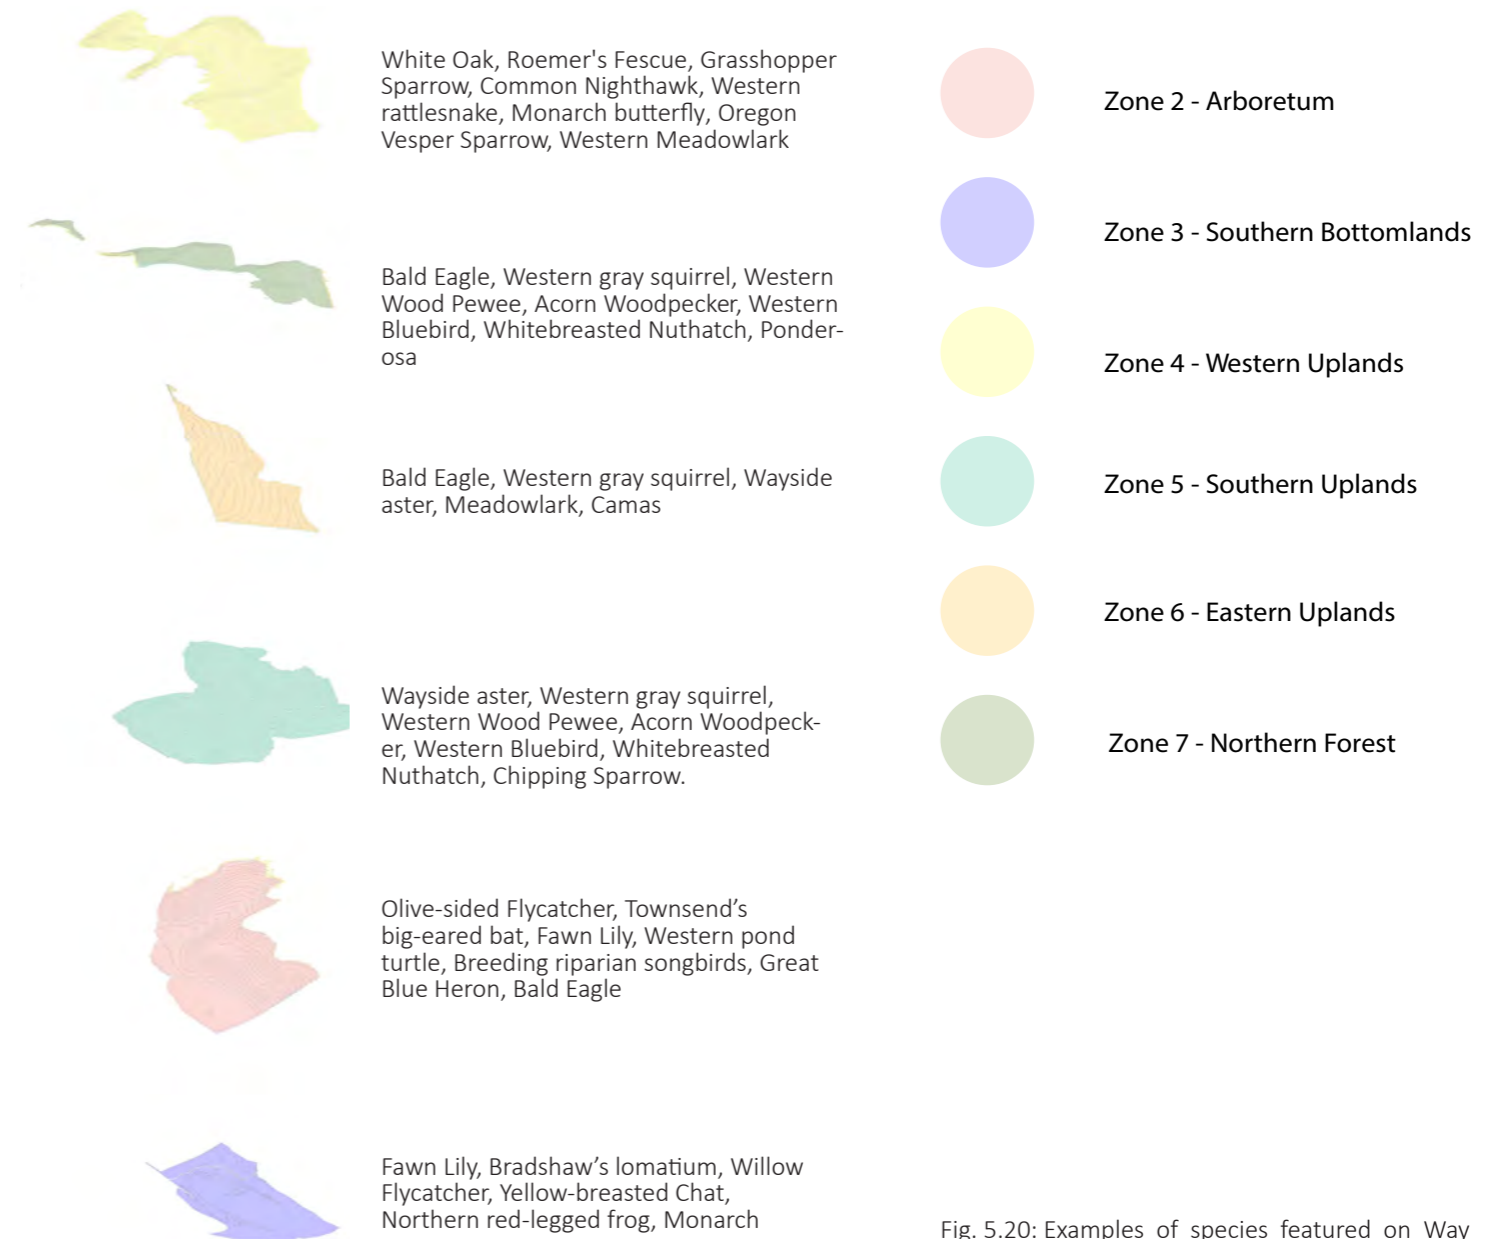 White Oak, Roemer's Fescue, Grasshopper
Sparrow, Common Nighthawk, Western
rattlesnake, Monarch butterfly, Oregon
Vesper Sparrow, Western Meadowlark
Bald Eagle, Western gray squirrel, Western
Wood Pewee, Acorn Woodpecker, Western
Bluebird, Whitebreasted Nuthatch, Ponder-
osa
Bald Eagle, Western gray squirrel, Wayside
aster, Meadowlark, Camas
Wayside aster, Western gray squirrel,
Western Wood Pewee, Acorn Woodpeck-
er, Western Bluebird, Whitebreasted
Nuthatch, Chipping Sparrow.
Olive-sided Flycatcher, Townsend’s
big-eared bat, Fawn Lily, Western pond
turtle, Breeding riparian songbirds, Great
Blue Heron, Bald Eagle
Fawn Lily, Bradshaw’s lomatium, Willow
Flycatcher, Yellow-breasted Chat,
Northern red-legged frog, Monarch
Zone 2 - Arboretum
Zone 3 - Southern Bottomlands
Zone 4 - Western Uplands
Zone 5 - Southern Uplands
Zone 6 - Eastern Uplands
Zone 7 - Northern Forest
Fig. 5.20: Examples of species featured on Way